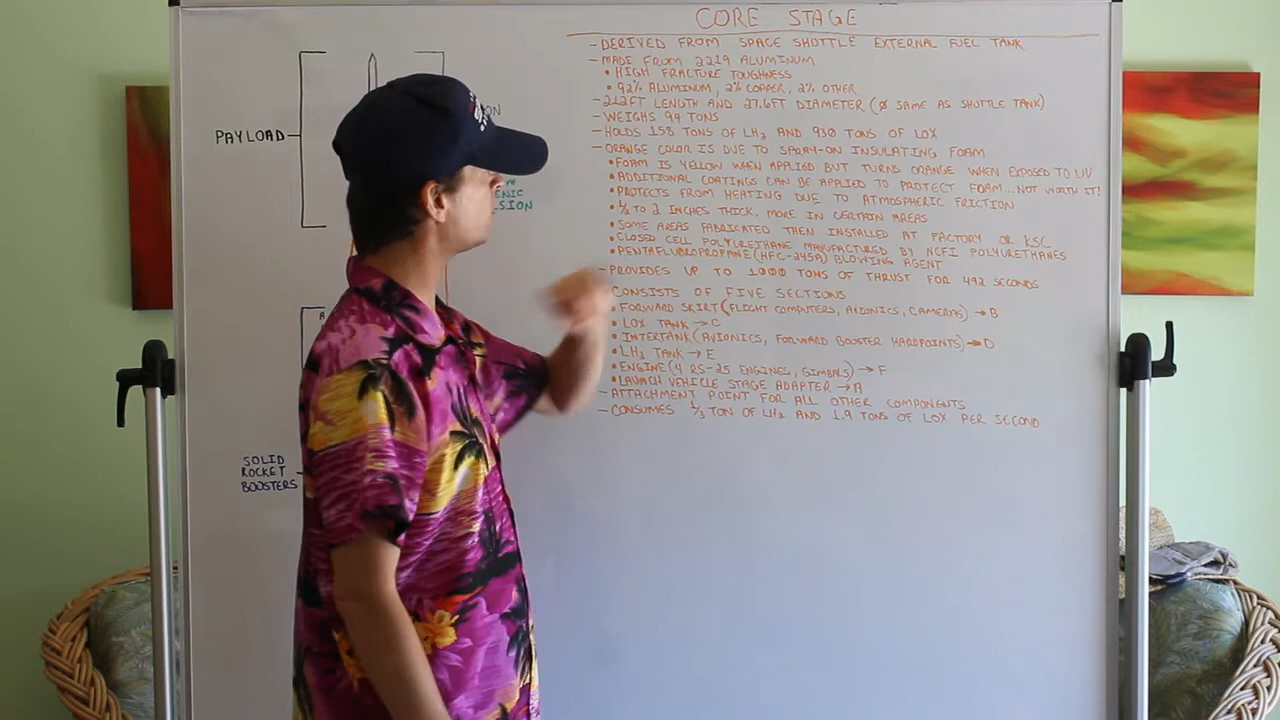 CORE STAGE
- DERIVED FROM SPACE SHUTTLE EXTERNAL FUEL TANK
- MADE FROM 2219 ALUMINUM
• HIGH FRACTURE TOUGHNESS
• 92% ALUMINUM, 2% COPPER, 2% OTHER
- 212FT LENGTH AND 27.6FT DIAMETER (Ø SAME AS SHUTTLE TANK)
- WEIGHS 94 TONS
- HOLDS 158 TONS OF LH₂ AND 930 TONS OF LOX
- ORANGE COLOR IS DUE TO SPRAY-ON INSULATING FOAM
• FOAM IS YELLOW WHEN APPLIED BUT TURNS ORANGE WHEN EXPOSED TO UV
• ADDITIONAL COATINGS CAN BE APPLIED TO PROTECT FOAM... NOT WORTH IT!
• PROTECTS FROM HEATING DUE TO ATMOSPHERIC FRICTION
• ½ TO 2 INCHES THICK. MORE IN CERTAIN AREAS
• SOME AREAS FABRICATED THEN INSTALLED AT FACTORY OR KSC
• CLOSED CELL POLYURETHANE MANUFACTURED BY NCFI POLYURETHANES
• PENTAFLUOROPROPANE (HFC-245A) BLOWING AGENT
- PROVIDES UP TO 1000 TONS OF THRUST FOR 492 SECONDS
CONSISTS OF FIVE SECTIONS
• FORWARD SKIRT (FLIGHT COMPUTERS, AVIONICS, CAMERAS) → B
• LOX TANK → C
• INTERTANK (AVIONICS, FORWARD BOOSTER HARDPOINTS) → D
• LH₂ TANK → E
• ENGINE (4 RS-25 ENGINES, GIMBALS) → F
• LAUNCH VEHICLE STAGE ADAPTER → A
- ATTACHMENT POINT FOR ALL OTHER COMPONENTS
- CONSUMES ⅓ TON OF LH₂ AND 1.9 TONS OF LOX PER SECOND
PAYLOAD
SOLID
ROCKET
BOOSTERS